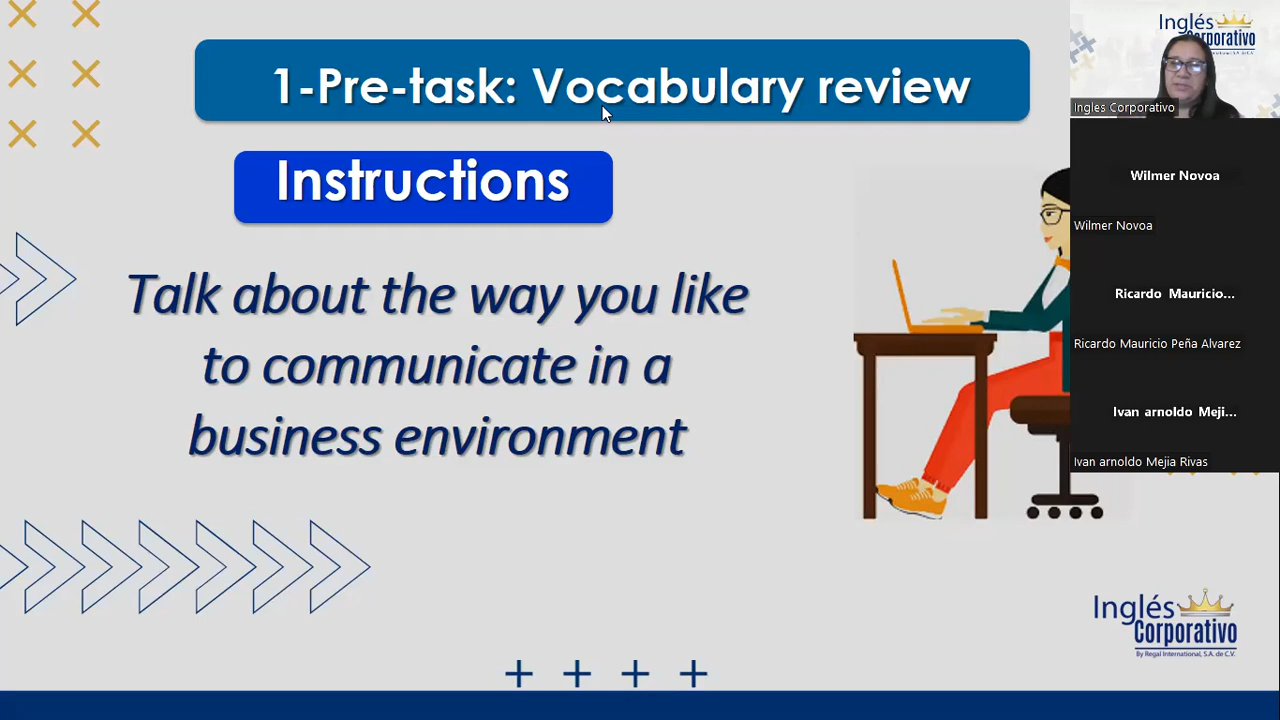 1-Pre-task: Vocabulary review
Instructions
Talk about the way you like
to communicate in a
business environment
Inglés
Corporativo
Ingles Corporativo
Wilmer Novoa
Wilmer Novoa
Ricardo Mauricio...
Ricardo Mauricio Peña Alvarez
Ivan arnoldo Meji...
Ivan arnoldo Mejia Rivas
Inglés
Corporativo
By Regal International, S.A. de C.V.